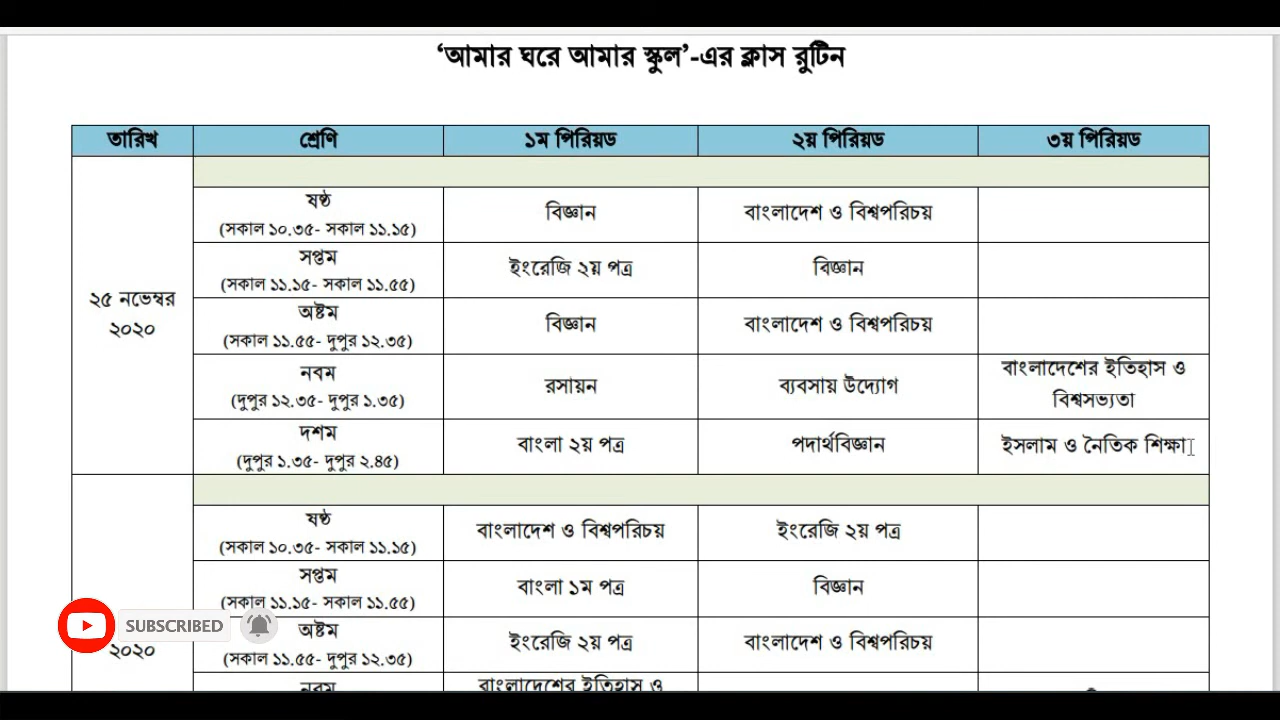 ‘আমার ঘরে আমার স্কুল’-এর ক্লাস রুটিন
তারিখ শ্রেণি ১ম পিরিয়ড ২য় পিরিয়ড ৩য় পিরিয়ড
২৫ নভেম্বর
২০২০
ষষ্ঠ
(সকাল ১০.৩৫- সকাল ১১.১৫)
বিজ্ঞান
বাংলাদেশ ও বিশ্বপরিচয়
সপ্তম
(সকাল ১১.১৫- সকাল ১১.৫৫)
ইংরেজি ২য় পত্র
বিজ্ঞান
অষ্টম
(সকাল ১১.৫৫- দুপুর ১২.৩৫)
বিজ্ঞান
বাংলাদেশ ও বিশ্বপরিচয়
নবম
(দুপুর ১২.৩৫- দুপুর ১.৩৫)
রসায়ন
ব্যবসায় উদ্যোগ
বাংলাদেশের ইতিহাস ও
বিশ্বসভ্যতা
দশম
(দুপুর ১.৩৫- দুপুর ২.৪৫)
বাংলা ২য় পত্র
পদার্থবিজ্ঞান
ইসলাম ও নৈতিক শিক্ষা
ষষ্ঠ
(সকাল ১০.৩৫- সকাল ১১.১৫)
বাংলাদেশ ও বিশ্বপরিচয়
ইংরেজি ২য় পত্র
সপ্তম
(সকাল ১১.১৫- সকাল ১১.৫৫)
বাংলা ১ম পত্র
বিজ্ঞান
SUBSCRIBED
২০২০
অষ্টম
(সকাল ১১.৫৫- দুপুর ১২.৩৫)
ইংরেজি ২য় পত্র
বাংলাদেশ ও বিশ্বপরিচয়
নবম
বাংলাদেশের ইতিহাস ও